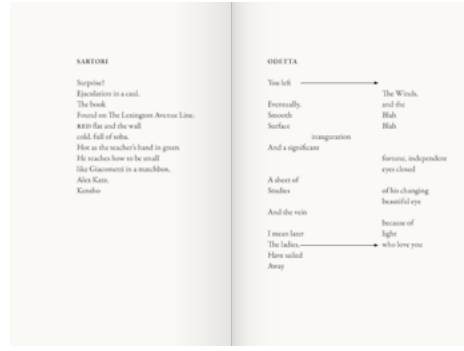 SARTORI
Surprise!
Ejaculation in a caul.
The book
Found on The Lexington Avenue Line.
RED flat and the wall
cold, full of soba.
Hot as the teacher's hand in green
He teaches how to be small
like Giacometti in a matchbox.
Alex Katz.
Kensho
ODETTA
You left
The Winds,
Eventually, and the
Smooth Blah
Surface Blah
inauguration
And a significant
fortune, independent
eyes closed
A sheet of
Studies of his changing
beautiful eye
And the vein
because of
I mean later light
The ladies, who love you
Have sailed
Away